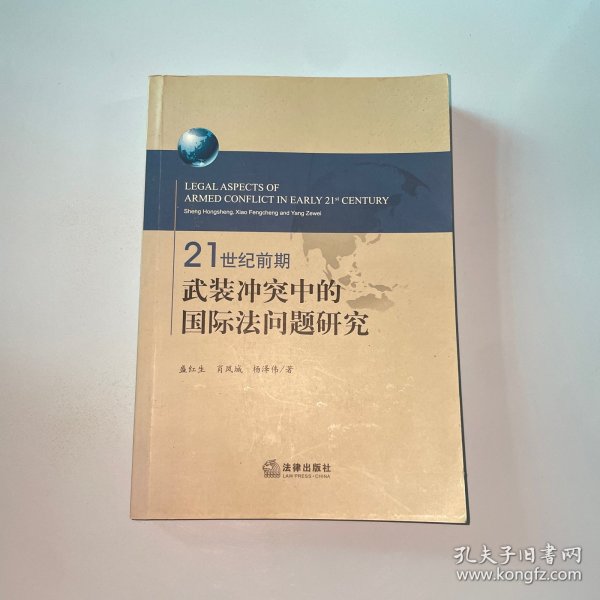 LEGAL ASPECTS OF
ARMED CONFLICT IN EARLY 21st CENTURY
Sheng Hongsheng, Xiao Fengcheng and Yang Zewei
21世纪前期
武装冲突中的
国际法问题研究
盛红生 肖凤城 杨泽伟/著
法律出版社
LAW PRESS·CHINA
孔夫子旧书网
www.kongfz.com